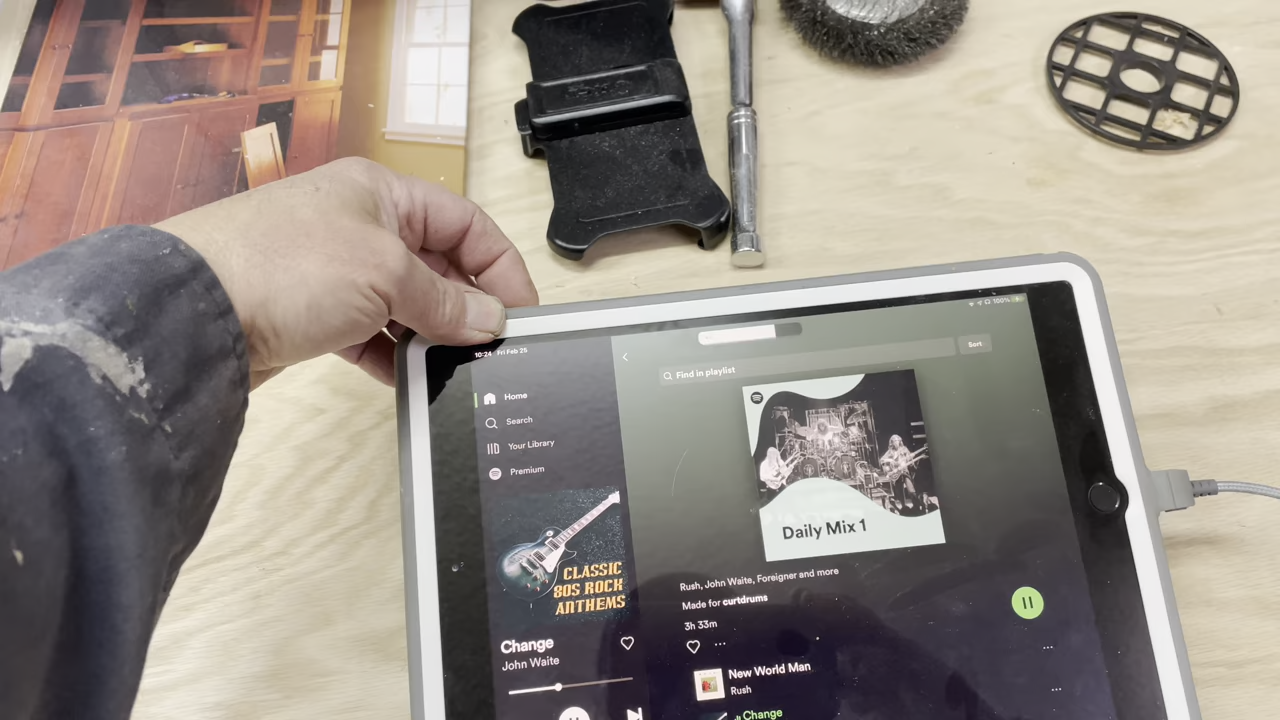 10:24 Fri Feb 25
100%
Home
Search
Your Library
Premium
CLASSIC
80S ROCK
ANTHEMS
Change
John Waite
Find in playlist
Sort
Daily Mix 1
Rush, John Waite, Foreigner and more
Made for curtdrums
3h 33m
New World Man
Rush
Change